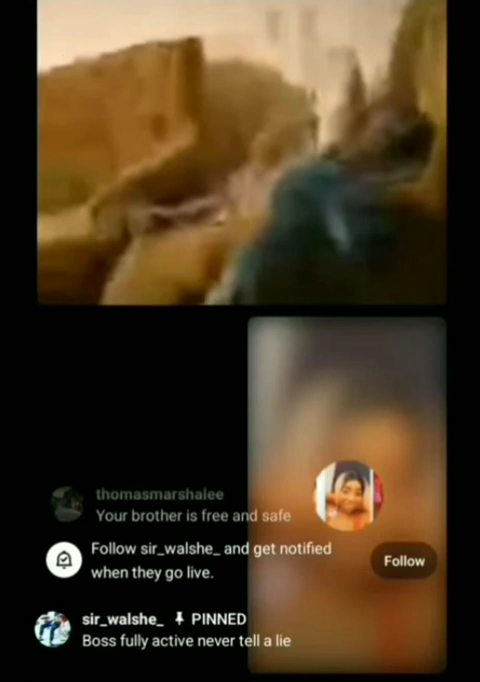 thomasmarshalee
Your brother is free and safe
Follow sir_walshe_ and get notified
when they go live.
Follow
sir_walshe_ PINNED
Boss fully active never tell a lie